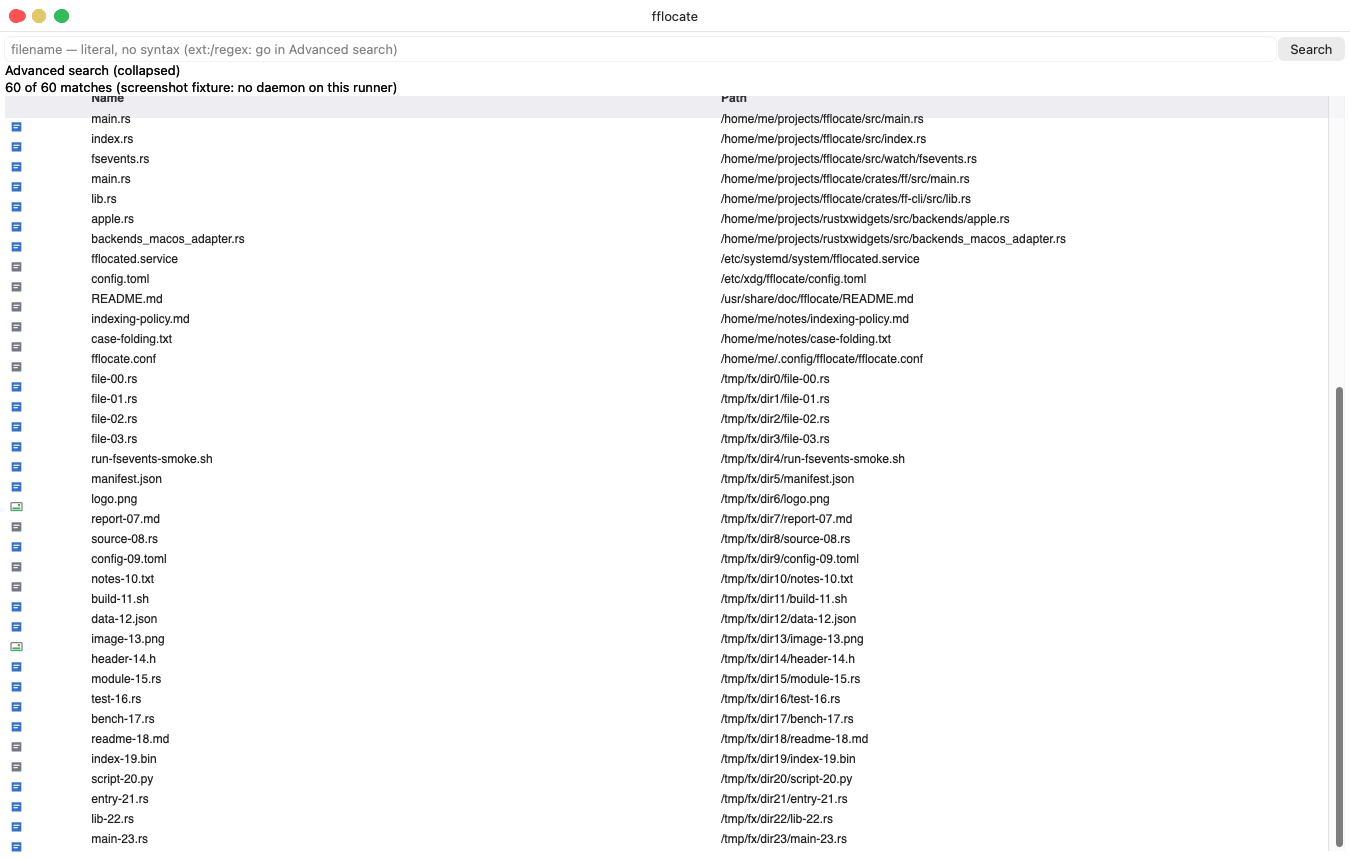 fflocate
filename — literal, no syntax (ext:/regex: go in Advanced search) Search
Advanced search (collapsed)
60 of 60 matches (screenshot fixture: no daemon on this runner)
Name Path
main.rs /home/me/projects/fflocate/src/main.rs
index.rs /home/me/projects/fflocate/src/index.rs
fsevents.rs /home/me/projects/fflocate/src/watch/fsevents.rs
main.rs /home/me/projects/fflocate/crates/ff/src/main.rs
lib.rs /home/me/projects/fflocate/crates/ff-cli/src/lib.rs
apple.rs /home/me/projects/rustxwidgets/src/backends/apple.rs
backends_macos_adapter.rs /home/me/projects/rustxwidgets/src/backends_macos_adapter.rs
fflocated.service /etc/systemd/system/fflocated.service
config.toml /etc/xdg/fflocate/config.toml
README.md /usr/share/doc/fflocate/README.md
indexing-policy.md /home/me/notes/indexing-policy.md
case-folding.txt /home/me/notes/case-folding.txt
fflocate.conf /home/me/.config/fflocate/fflocate.conf
file-00.rs /tmp/fx/dir0/file-00.rs
file-01.rs /tmp/fx/dir1/file-01.rs
file-02.rs /tmp/fx/dir2/file-02.rs
file-03.rs /tmp/fx/dir3/file-03.rs
run-fsevents-smoke.sh /tmp/fx/dir4/run-fsevents-smoke.sh
manifest.json /tmp/fx/dir5/manifest.json
logo.png /tmp/fx/dir6/logo.png
report-07.md /tmp/fx/dir7/report-07.md
source-08.rs /tmp/fx/dir8/source-08.rs
config-09.toml /tmp/fx/dir9/config-09.toml
notes-10.txt /tmp/fx/dir10/notes-10.txt
build-11.sh /tmp/fx/dir11/build-11.sh
data-12.json /tmp/fx/dir12/data-12.json
image-13.png /tmp/fx/dir13/image-13.png
header-14.h /tmp/fx/dir14/header-14.h
module-15.rs /tmp/fx/dir15/module-15.rs
test-16.rs /tmp/fx/dir16/test-16.rs
bench-17.rs /tmp/fx/dir17/bench-17.rs
readme-18.md /tmp/fx/dir18/readme-18.md
index-19.bin /tmp/fx/dir19/index-19.bin
script-20.py /tmp/fx/dir20/script-20.py
entry-21.rs /tmp/fx/dir21/entry-21.rs
lib-22.rs /tmp/fx/dir22/lib-22.rs
main-23.rs /tmp/fx/dir23/main-23.rs